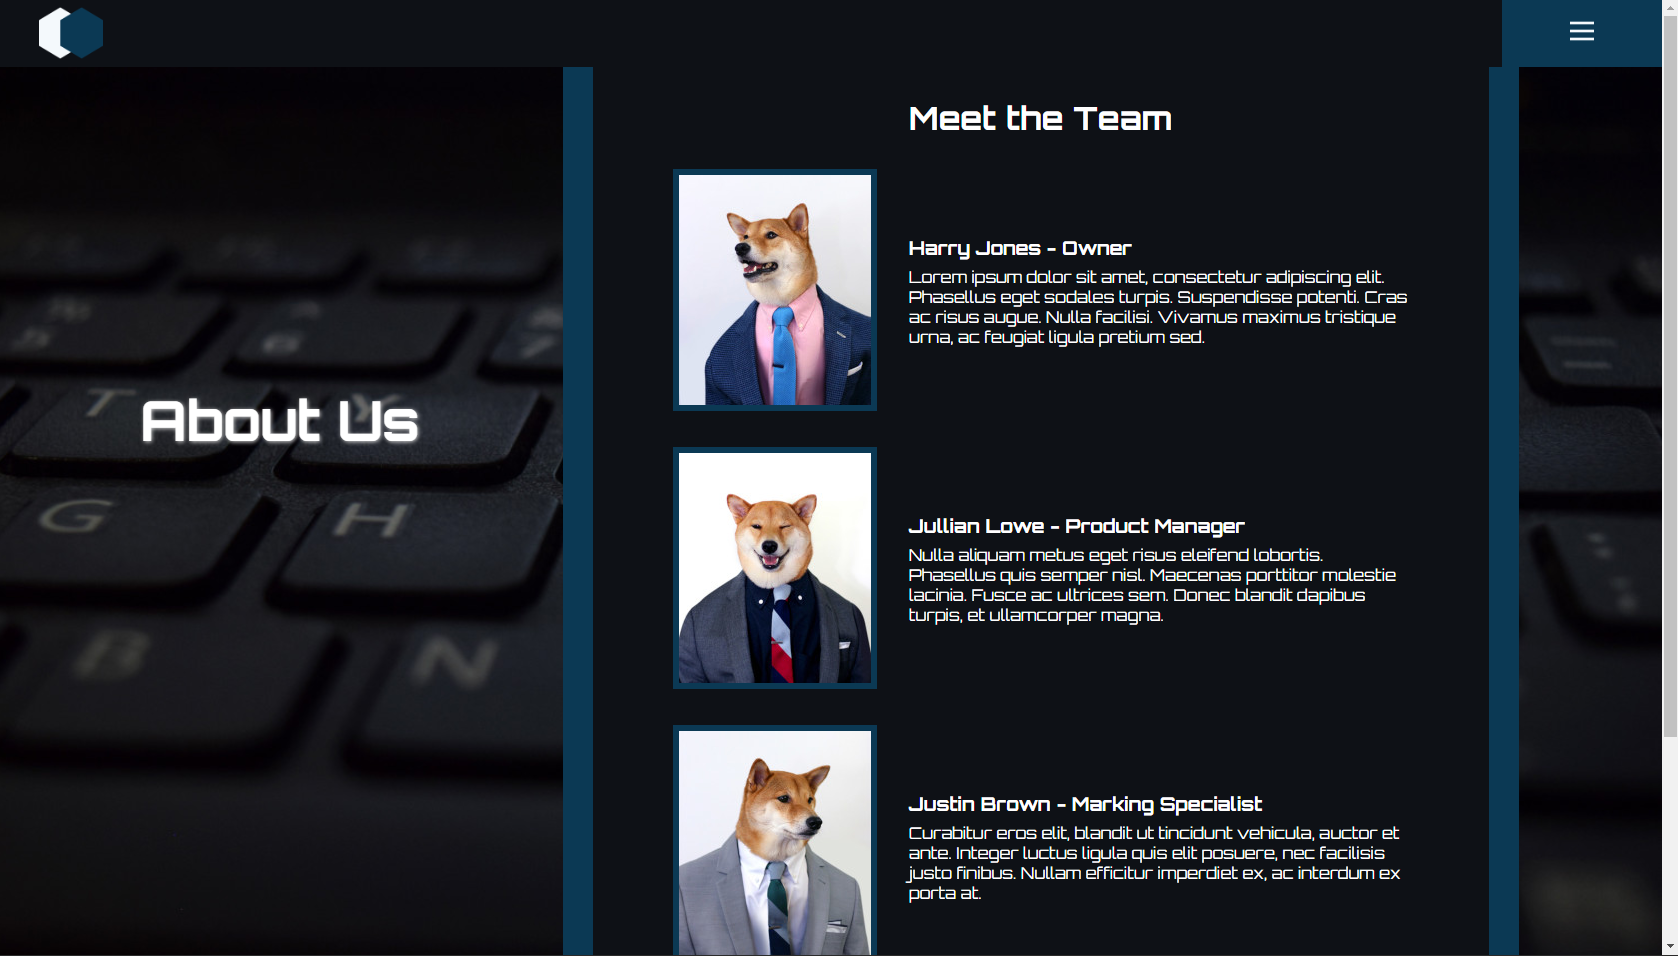 Meet the Team
About Us
Harry Jones - Owner
Lorem ipsum dolor sit amet, consectetur adipiscing elit.
Phasellus eget sodales turpis. Suspendisse potenti. Cras
ac risus augue. Nulla facilisi. Vivamus maximus tristique
urna, ac feugiat ligula pretium sed.
Jullian Lowe - Product Manager
Nulla aliquam metus eget risus eleifend lobortis.
Phasellus quis semper nisl. Maecenas porttitor molestie
lacinia. Fusce ac ultrices sem. Donec blandit dapibus
turpis, et ullamcorper magna.
Justin Brown - Marking Specialist
Curabitur eros elit, blandit ut tincidunt vehicula, auctor et
ante. Integer luctus ligula quis elit posuere, nec facilisis
justo finibus. Nullam efficitur imperdiet ex, ac interdum ex
porta at.
5 6 7
T Y
G H
B N